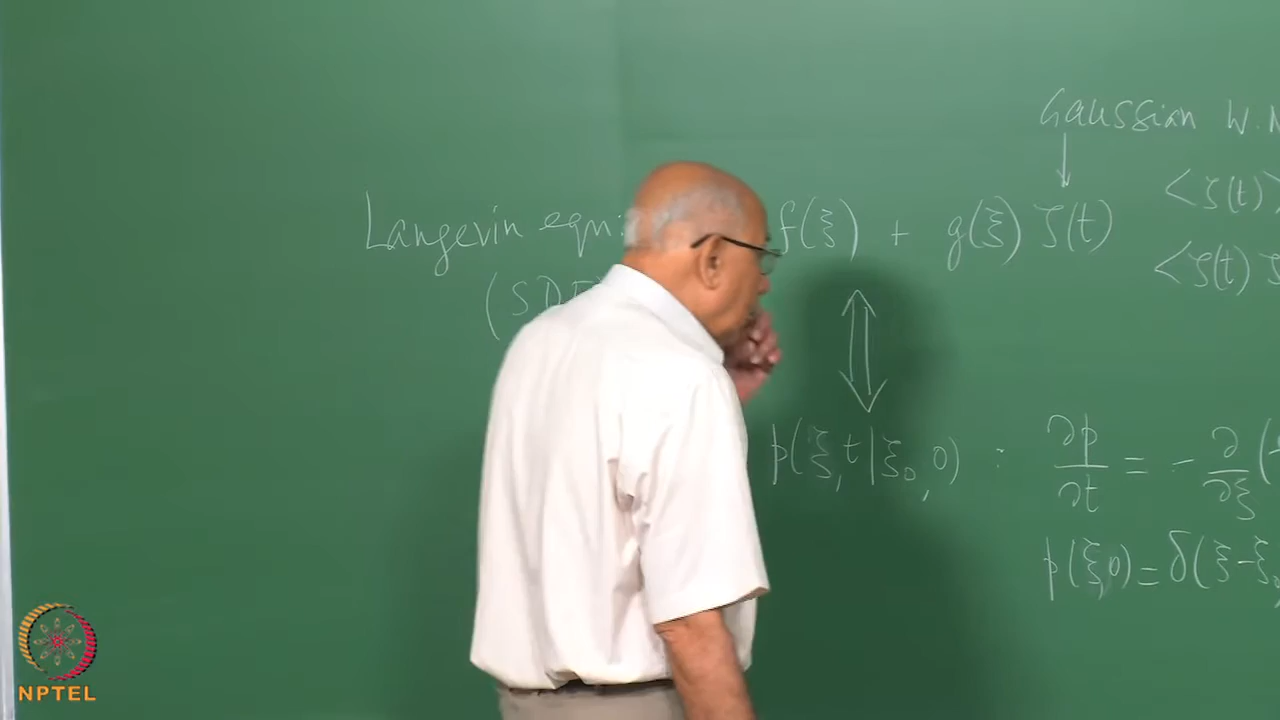 Gaussian W.N
Langevin eqn: f(ξ) + g(ξ) ζ(t) <ζ(t)>
(SDE) <ζ(t) ζ
p(ξ,t|ξ₀,0) : ∂p/∂t = - ∂/∂ξ (
p(ξ,0) = δ(ξ-ξ₀
NPTEL